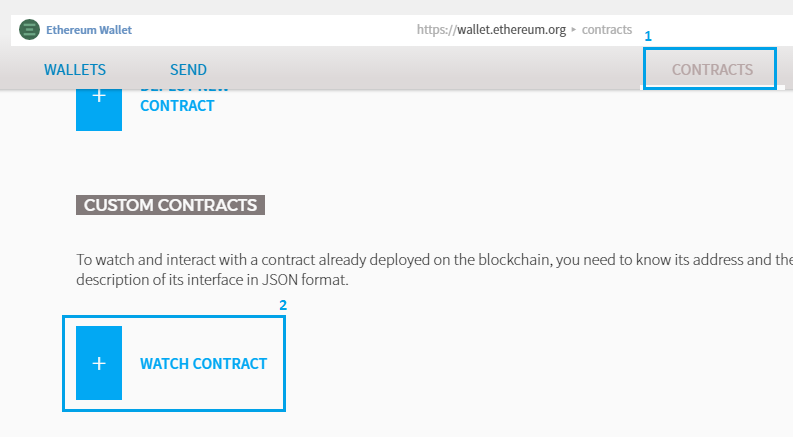 Ethereum Wallet
https://wallet.ethereum.org ▸ contracts
1
WALLETS
SEND
CONTRACTS
+
DEPLOY NEW
CONTRACT
CUSTOM CONTRACTS
To watch and interact with a contract already deployed on the blockchain, you need to know its address and the
description of its interface in JSON format.
2
+
WATCH CONTRACT